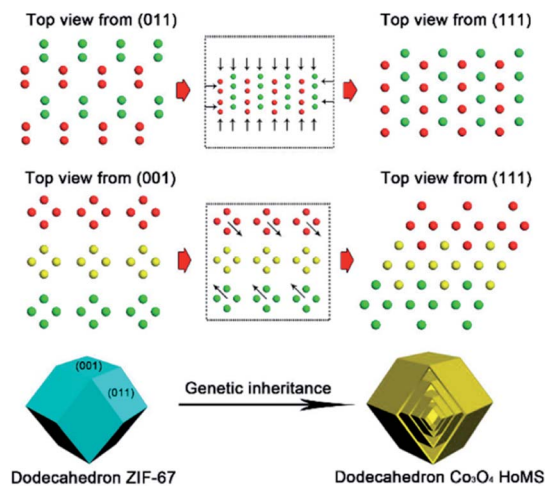 Top view from (011)
Top view from (111)
Top view from (001)
Top view from (111)
(001)
(011)
Genetic inheritance
Dodecahedron ZIF-67
Dodecahedron Co₃O₄ HoMS